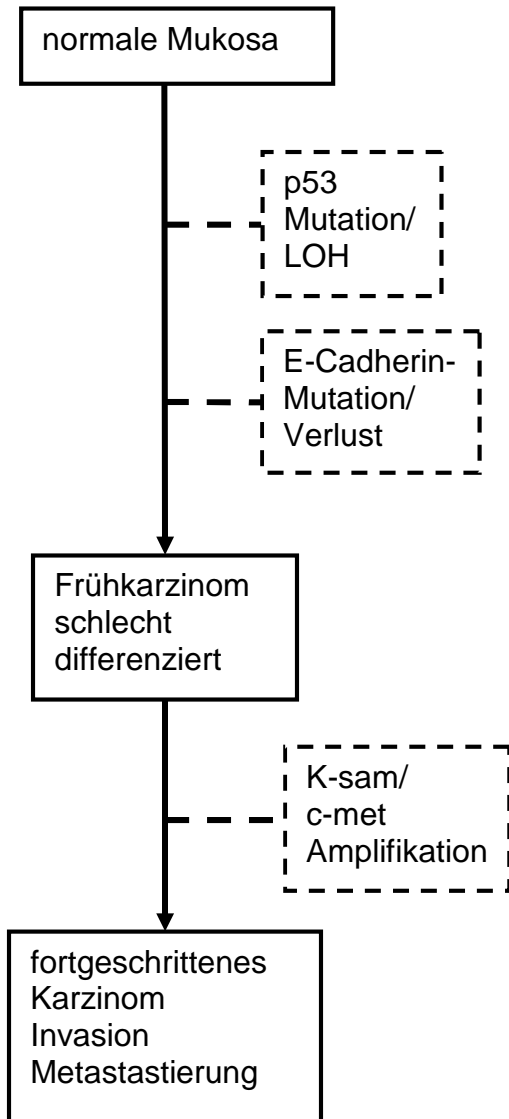 normale Mukosa
p53
Mutation/
LOH
E-Cadherin-
Mutation/
Verlust
Frühkarzinom
schlecht
differenziert
K-sam/
c-met
Amplifikation
fortgeschrittenes
Karzinom
Invasion
Metastastierung